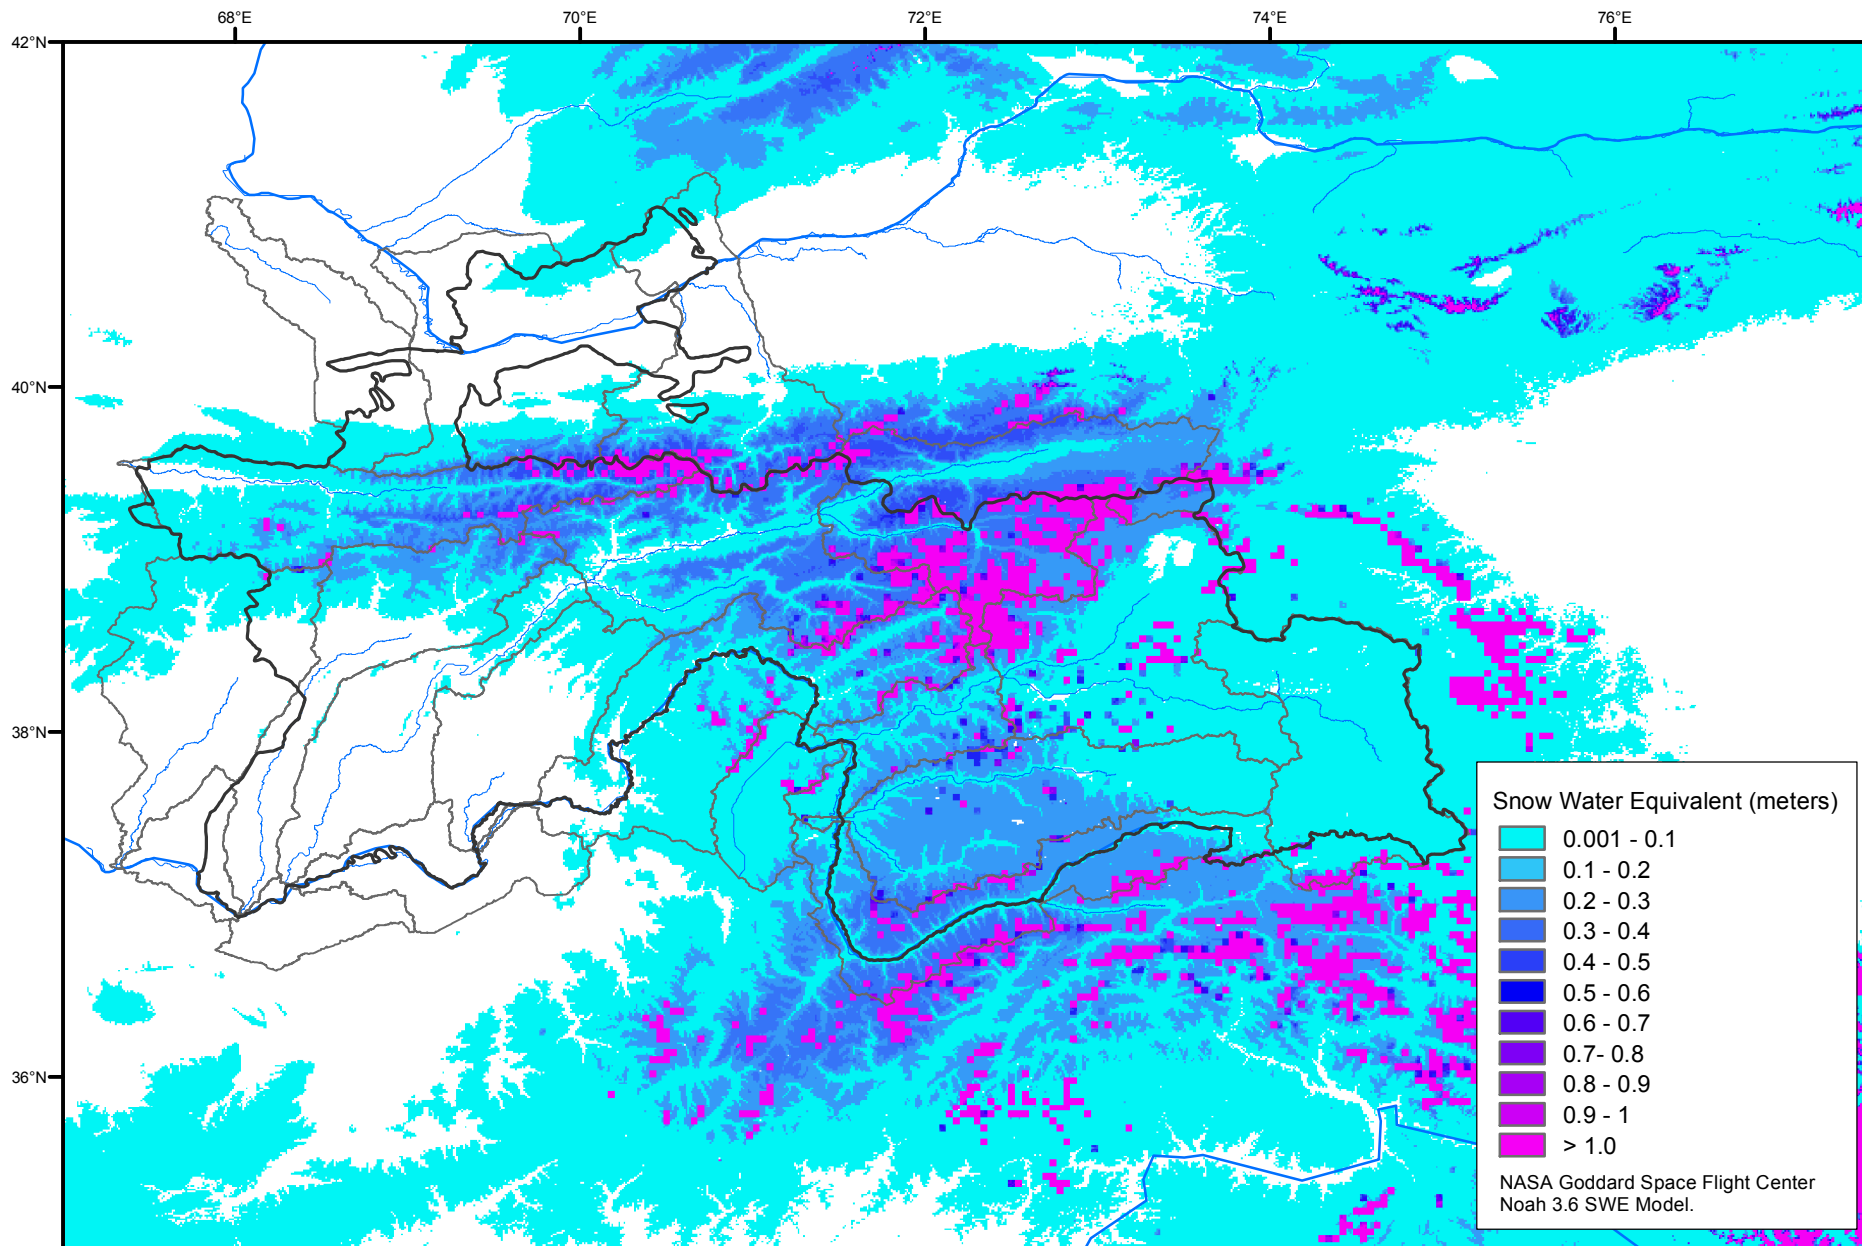 68°E 70°E 72°E 74°E 76°E
42°N
40°N
38°N
36°N
Snow Water Equivalent (meters)
0.001 - 0.1
0.1 - 0.2
0.2 - 0.3
0.3 - 0.4
0.4 - 0.5
0.5 - 0.6
0.6 - 0.7
0.7- 0.8
0.8 - 0.9
0.9 - 1
> 1.0
NASA Goddard Space Flight Center
Noah 3.6 SWE Model.